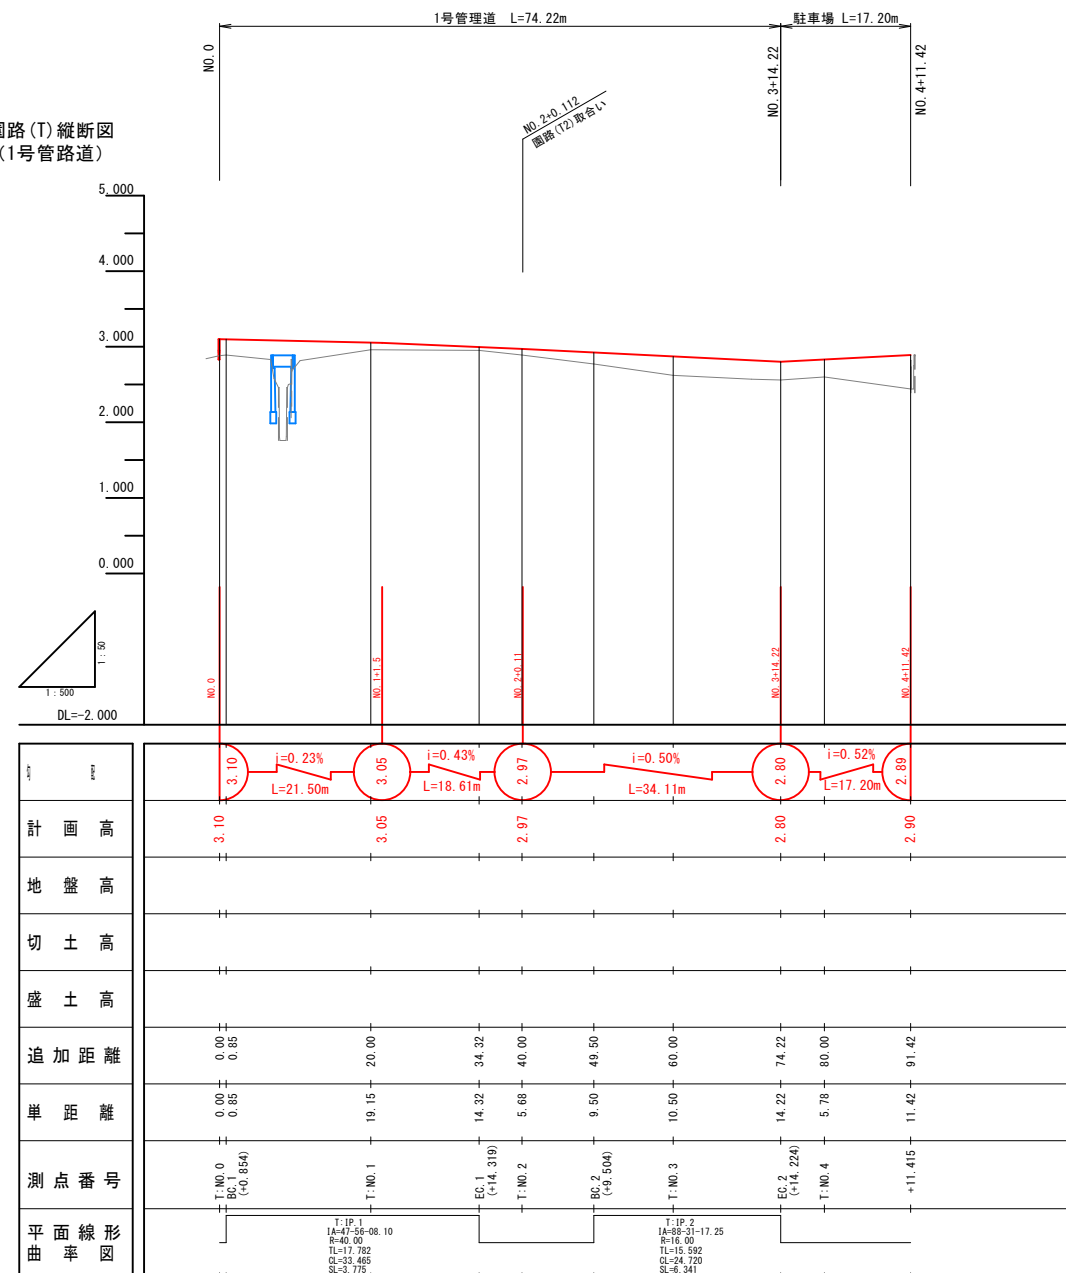 1号管理道 L=74.22m
駐車場 L=17.20m
NO.0
NO.3+14.22
NO.4+11.42
NO.2+0.112
園路(T2)取合い
園路(T)縦断図
(1号管路道)
5.000
4.000
3.000
2.000
1.000
0.000
1:50
1:500
DL=-2.000
NO.0
NO.1+1.5
NO.2+0.11
NO.3+14.22
NO.4+11.42
3.10
i=0.23%
L=21.50m
3.05
i=0.43%
L=18.61m
2.97
i=0.50%
L=34.11m
2.80
i=0.52%
L=17.20m
2.89
計画高
3.10
3.05
2.97
2.80
2.90
地盤高
切土高
盛土高
追加距離
0.00
0.85
20.00
34.32
40.00
49.50
60.00
74.22
80.00
91.42
単距離
0.00
0.85
19.15
14.32
5.68
9.50
10.50
14.22
5.78
11.42
測点番号
T:NO.0
BC.1
(+0.854)
T:NO.1
EC.1
(+14.319)
T:NO.2
BC.2
(+9.504)
T:NO.3
EC.2
(+14.224)
T:NO.4
+11.415
平面線形
曲率図
T:IP.1
IA=47-56-08.10
R=40.00
TL=17.782
CL=33.465
SL=3.775
T:IP.2
IA=88-31-17.25
R=16.00
TL=15.592
CL=24.720
SL=6.341